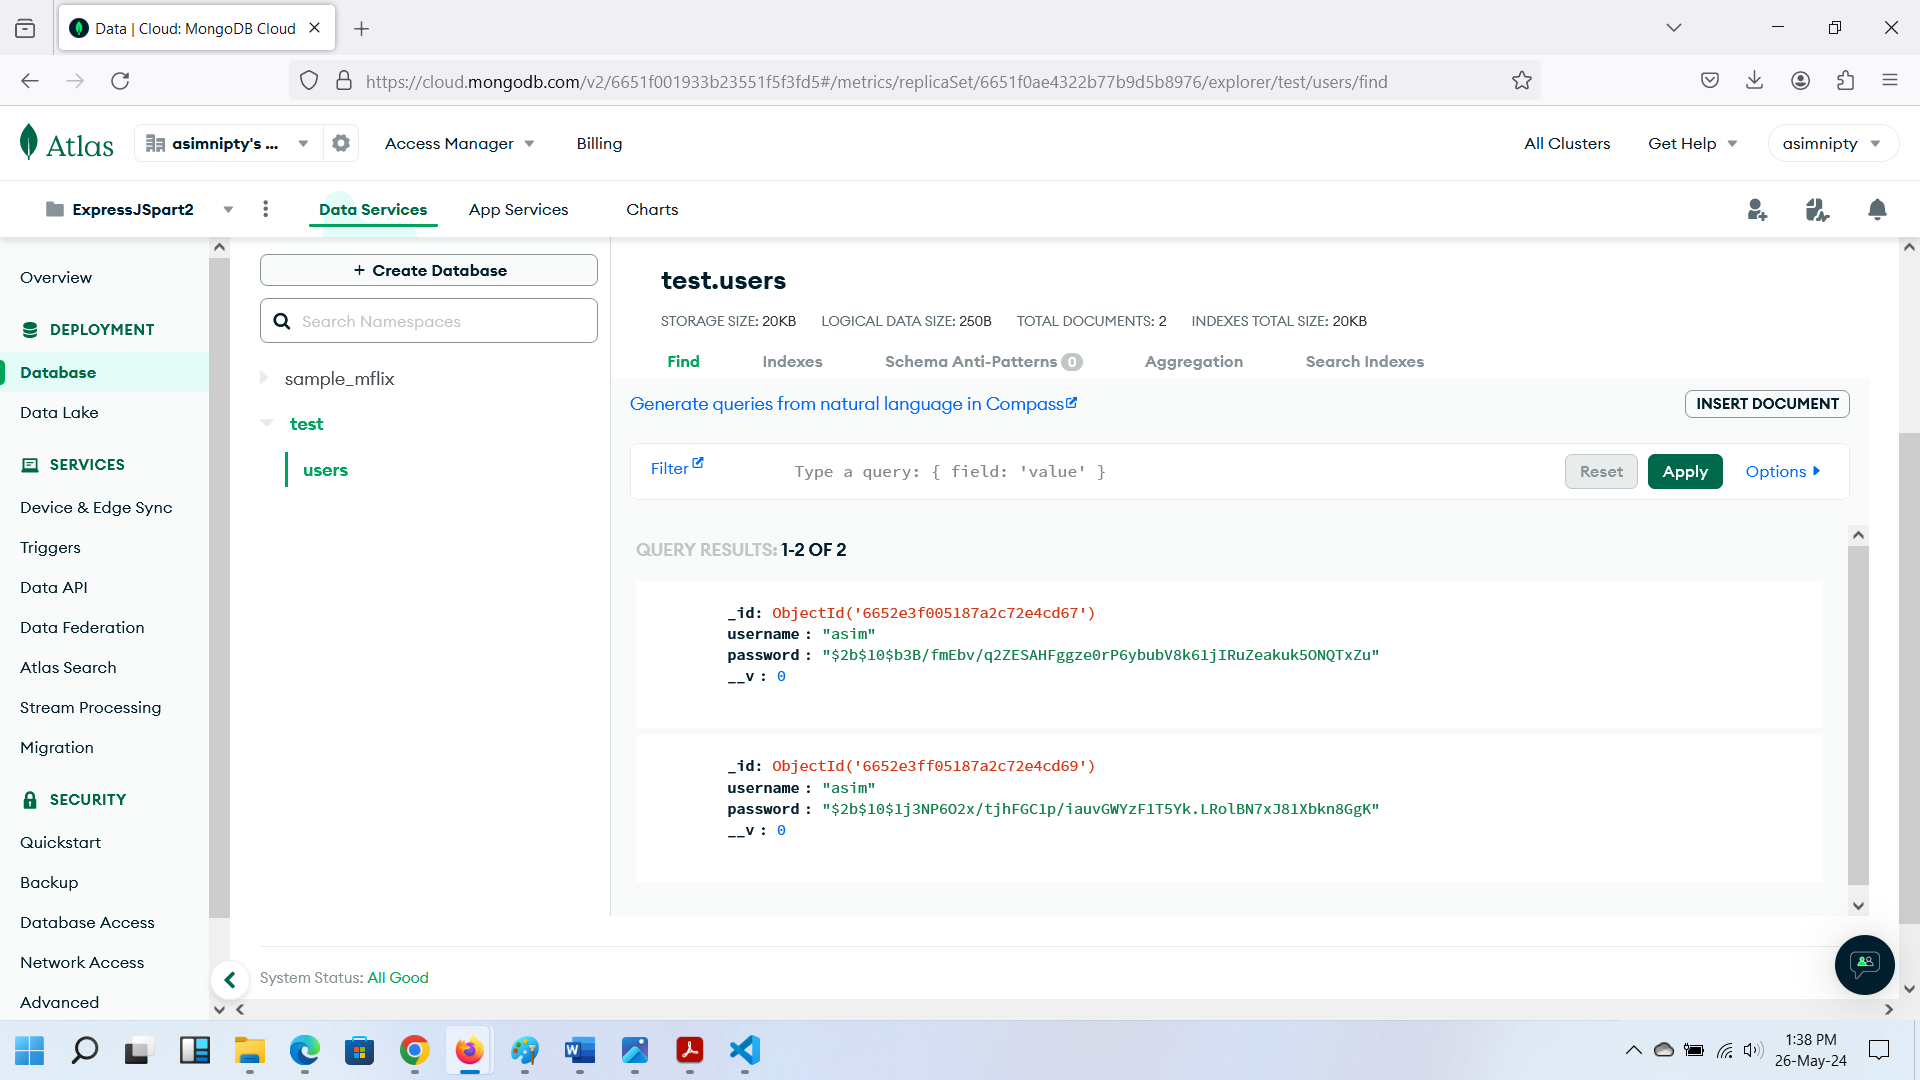 Data | Cloud: MongoDB Cloud
https://cloud.mongodb.com/v2/6651f001933b23551f5f3fd5#/metrics/replicaSet/6651f0ae4322b77b9d5b8976/explorer/test/users/find
Atlas
asimnipty's ...
Access Manager
Billing
All Clusters
Get Help
asimnipty
ExpressJSpart2
Data Services
App Services
Charts
Overview
DEPLOYMENT
Database
Data Lake
SERVICES
Device & Edge Sync
Triggers
Data API
Data Federation
Atlas Search
Stream Processing
Migration
SECURITY
Quickstart
Backup
Database Access
Network Access
Advanced
+ Create Database
Search Namespaces
sample_mflix
test
users
test.users
STORAGE SIZE: 20KB LOGICAL DATA SIZE: 250B TOTAL DOCUMENTS: 2 INDEXES TOTAL SIZE: 20KB
Find
Indexes
Schema Anti-Patterns 0
Aggregation
Search Indexes
Generate queries from natural language in Compass
INSERT DOCUMENT
Filter
Type a query: { field: 'value' }
Reset
Apply
Options
QUERY RESULTS: 1-2 OF 2
_id: ObjectId('6652e3f005187a2c72e4cd67')
username : "asim"
password : "$2b$10$b3B/fmEbv/q2ZESAHFggze0rP6ybubV8k61jIRuZeakuk5ONQTxZu"
__v : 0
_id: ObjectId('6652e3ff05187a2c72e4cd69')
username : "asim"
password : "$2b$10$1j3NP6O2x/tjhFGC1p/iauvGWYzF1T5Yk.LRolBN7xJ81Xbkn8GgK"
__v : 0
System Status: All Good
1:38 PM
26-May-24